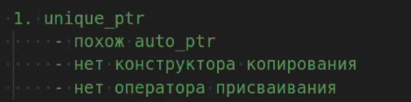 1. unique_ptr
- похож auto_ptr
- нет конструктора копирования
- нет оператора присваивания